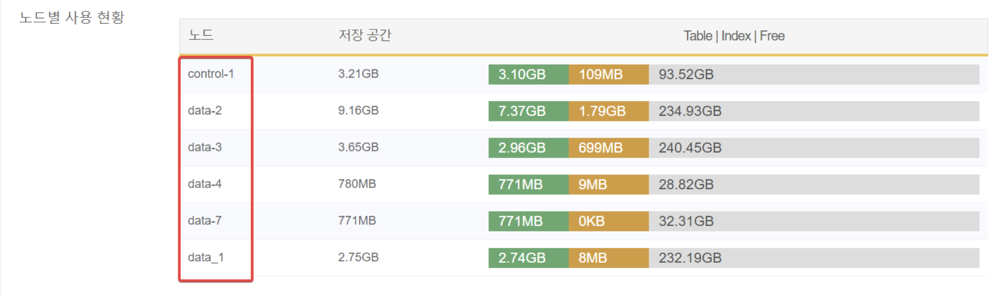 노드별 사용 현황
노드 저장 공간 Table | Index | Free
control-1 3.21GB 3.10GB 109MB 93.52GB
data-2 9.16GB 7.37GB 1.79GB 234.93GB
data-3 3.65GB 2.96GB 699MB 240.45GB
data-4 780MB 771MB 9MB 28.82GB
data-7 771MB 771MB 0KB 32.31GB
data_1 2.75GB 2.74GB 8MB 232.19GB